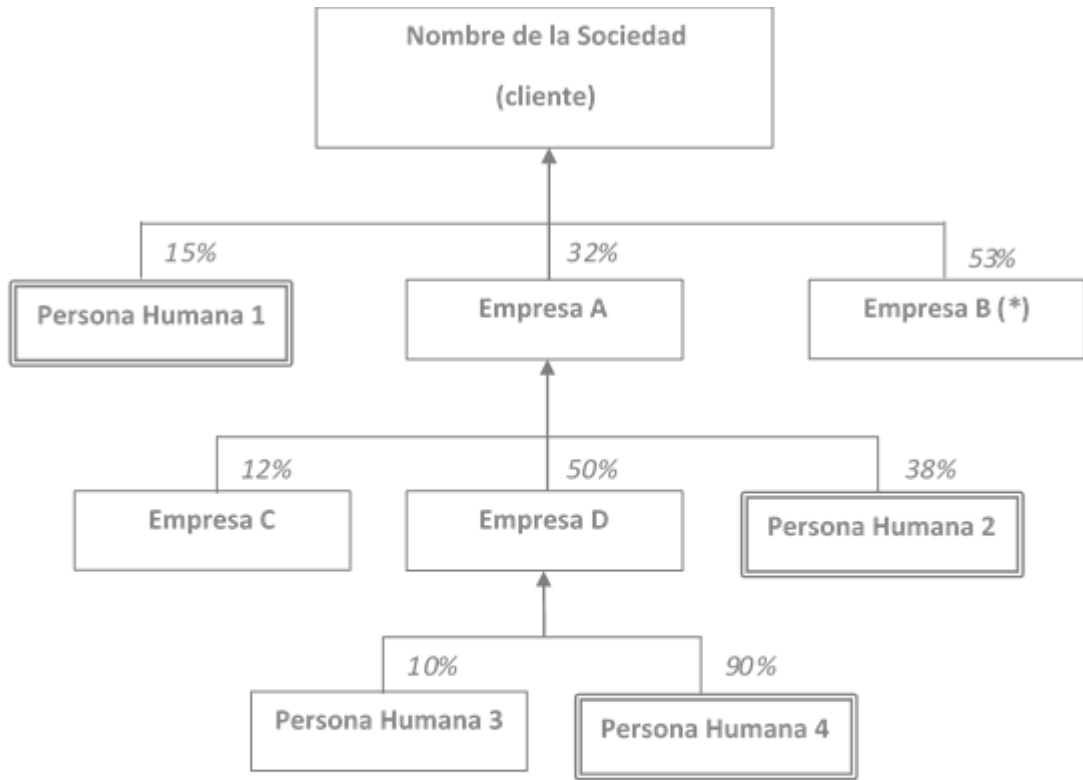 Nombre de la Sociedad
(cliente)
15%
32%
53%
Persona Humana 1
Empresa A
Empresa B (*)
12%
50%
38%
Empresa C
Empresa D
Persona Humana 2
10%
90%
Persona Humana 3
Persona Humana 4